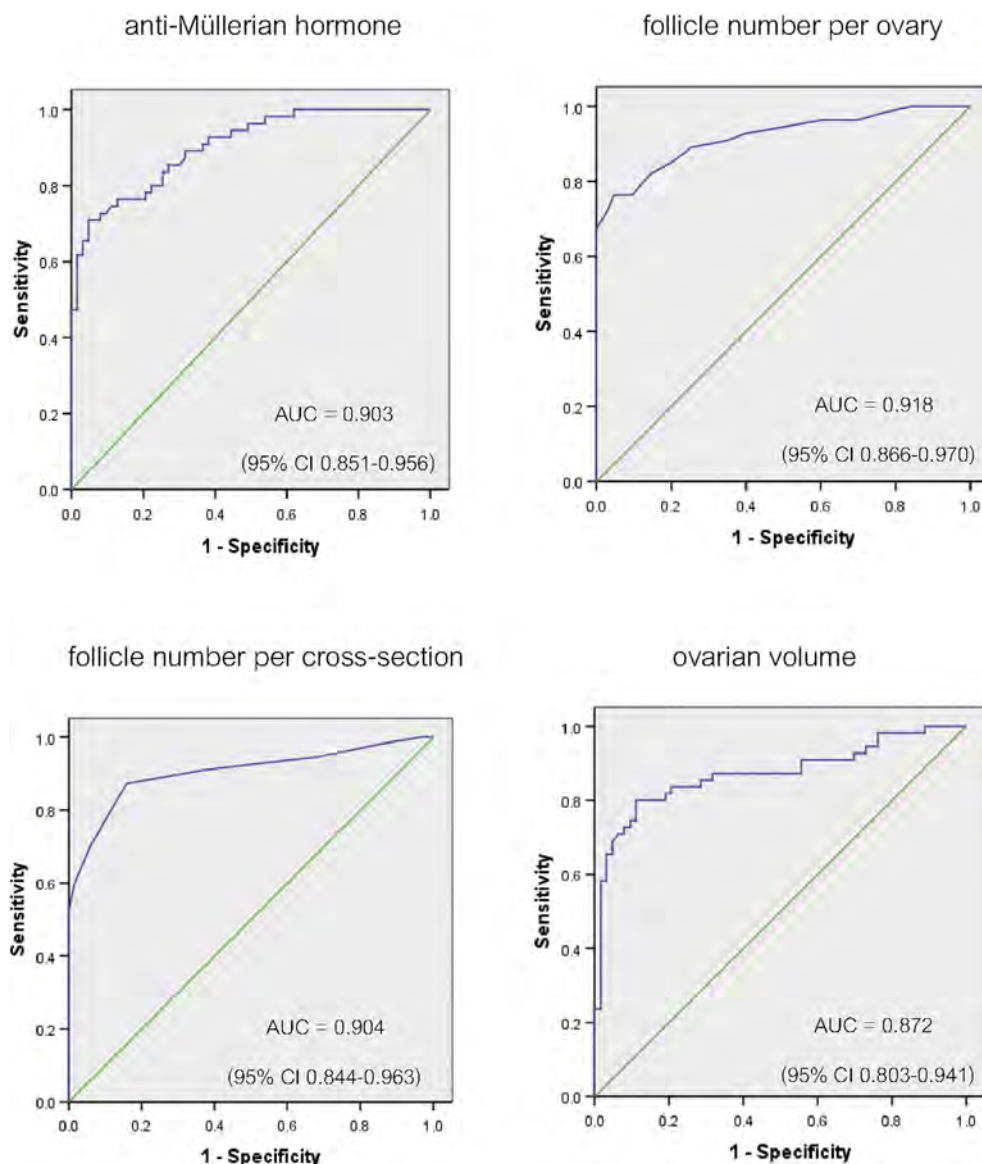 anti-Müllerian hormone
1.0
0.8
0.6
0.4
0.2
0.0
Sensitivity
AUC = 0.903
(95% CI 0.851-0.956)
0.0 0.2 0.4 0.6 0.8 1.0
1 - Specificity
follicle number per ovary
1.0
0.8
0.6
0.4
0.2
0.0
Sensitivity
AUC = 0.918
(95% CI 0.866-0.970)
0.0 0.2 0.4 0.6 0.8 1.0
1 - Specificity
follicle number per cross-section
1.0
0.8
0.6
0.4
0.2
0.0
Sensitivity
AUC = 0.904
(95% CI 0.844-0.963)
0.0 0.2 0.4 0.6 0.8 1.0
1 - Specificity
ovarian volume
1.0
0.8
0.6
0.4
0.2
0.0
Sensitivity
AUC = 0.872
(95% CI 0.803-0.941)
0.0 0.2 0.4 0.6 0.8 1.0
1 - Specificity